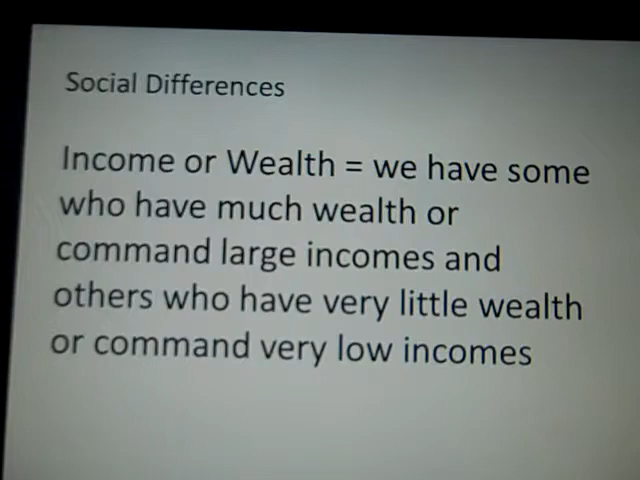 Social Differences
Income or Wealth = we have some
who have much wealth or
command large incomes and
others who have very little wealth
or command very low incomes